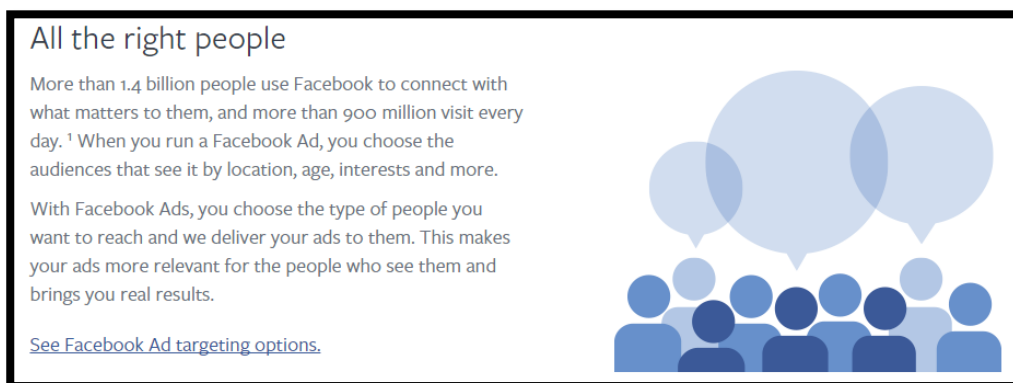 All the right people
More than 1.4 billion people use Facebook to connect with
what matters to them, and more than 900 million visit every
day. ¹ When you run a Facebook Ad, you choose the
audiences that see it by location, age, interests and more.
With Facebook Ads, you choose the type of people you
want to reach and we deliver your ads to them. This makes
your ads more relevant for the people who see them and
brings you real results.
See Facebook Ad targeting options.